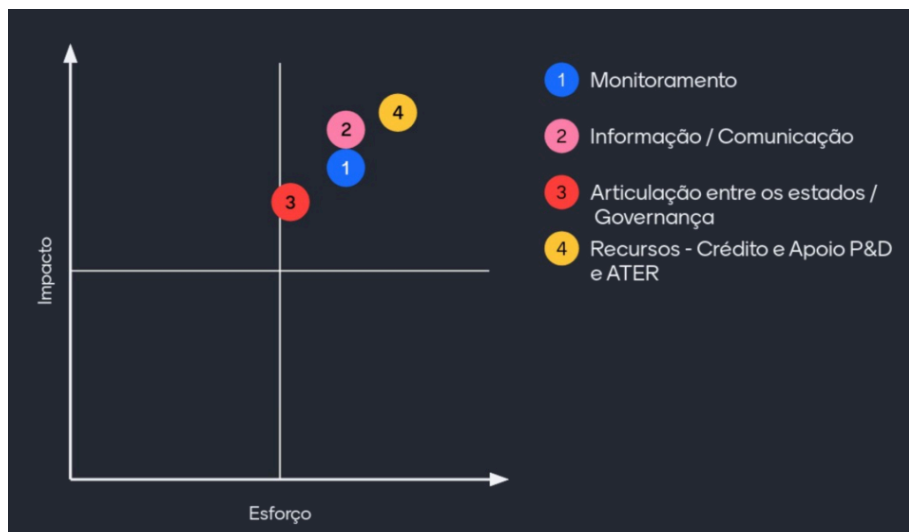 4
2
1
3
Impacto
Esforço
1 Monitoramento
2 Informação / Comunicação
3 Articulação entre os estados /
Governança
4 Recursos - Crédito e Apoio P&D
e ATER